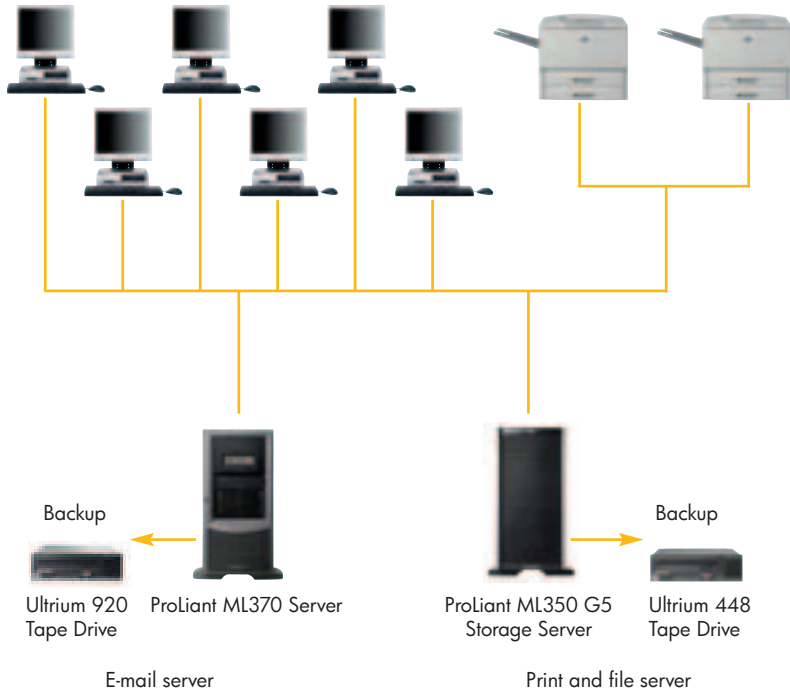 Backup
Ultrium 920
Tape Drive
ProLiant ML370 Server
E-mail server
Backup
ProLiant ML350 G5
Storage Server
Ultrium 448
Tape Drive
Print and file server